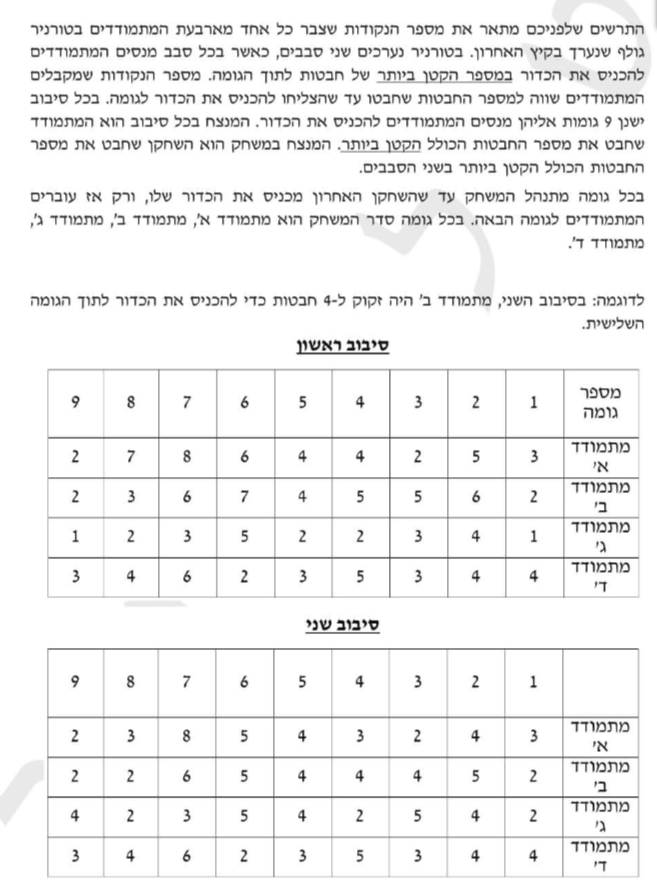 התרשים שלפניכם מתאר את מספר הנקודות שצבר כל אחד מארבעת המתמודדים בטורניר
גולף שנערך בקיץ האחרון. בטורניר נערכים שני סבבים, כאשר בכל סבב מנסים המתמודדים
להכניס את הכדור במספר הקטן ביותר של חבטות לתוך הגומה. מספר הנקודות שמקבלים
המתמודדים שווה למספר החבטות שחבטו עד שהצליחו להכניס את הכדור לגומה. בכל סיבוב
ישנן 9 גומות אליהן מנסים המתמודדים להכניס את הכדור. המנצח בכל סיבוב הוא המתמודד
שחבט את מספר החבטות הכולל הקטן ביותר. המנצח במשחק הוא השחקן שחבט את מספר
החבטות הכולל הקטן ביותר בשני הסבבים.
בכל גומה מתנהל המשחק עד שהשחקן האחרון מכניס את הכדור שלו, ורק אז עוברים
המתמודדים לגומה הבאה. בכל גומה סדר המשחק הוא מתמודד א', מתמודד ב', מתמודד ג',
מתמודד ד'.
לדוגמה: בסיבוב השני, מתמודד ב' היה זקוק ל-4 חבטות כדי להכניס את הכדור לתוך הגומה
השלישית.
סיבוב ראשון
מספר גומה 1 2 3 4 5 6 7 8 9
מתמודד א' 3 5 2 4 4 6 8 7 2
מתמודד ב' 2 6 5 5 4 7 6 3 2
מתמודד ג' 1 4 3 2 2 5 3 2 1
מתמודד ד' 4 4 3 5 3 2 6 4 3
סיבוב שני
1 2 3 4 5 6 7 8 9
מתמודד א' 3 4 2 3 4 5 8 3 2
מתמודד ב' 2 5 4 4 4 5 6 2 2
מתמודד ג' 2 4 5 2 4 5 3 2 4
מתמודד ד' 4 4 3 5 3 2 6 4 3